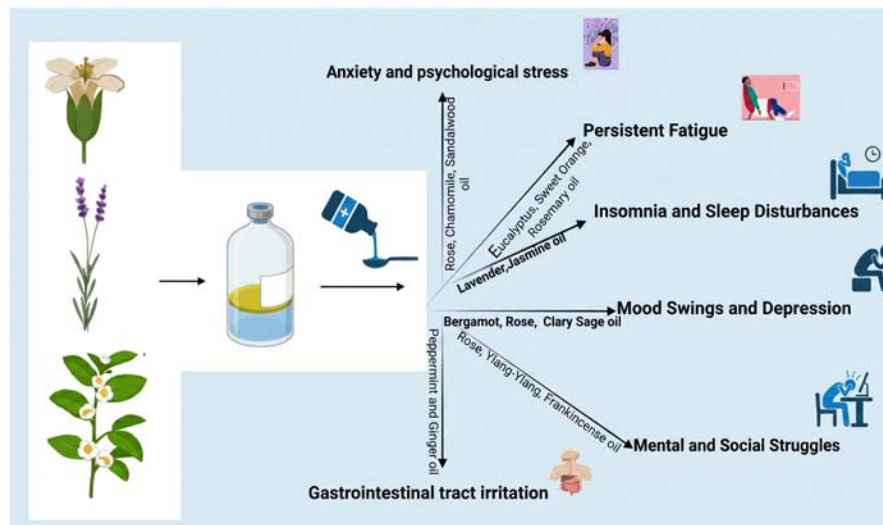 Anxiety and psychological stress
Rose, Chamomile, Sandalwood
oil
Persistent Fatigue
Eucalyptus, Sweet Orange,
Rosemary oil
Insomnia and Sleep Disturbances
Lavender,Jasmine oil
Mood Swings and Depression
Bergamot, Rose, Clary Sage oil
Rose, Ylang-Ylang, Frankincense oil
Mental and Social Struggles
Peppermint and Ginger oil
Gastrointestinal tract irritation